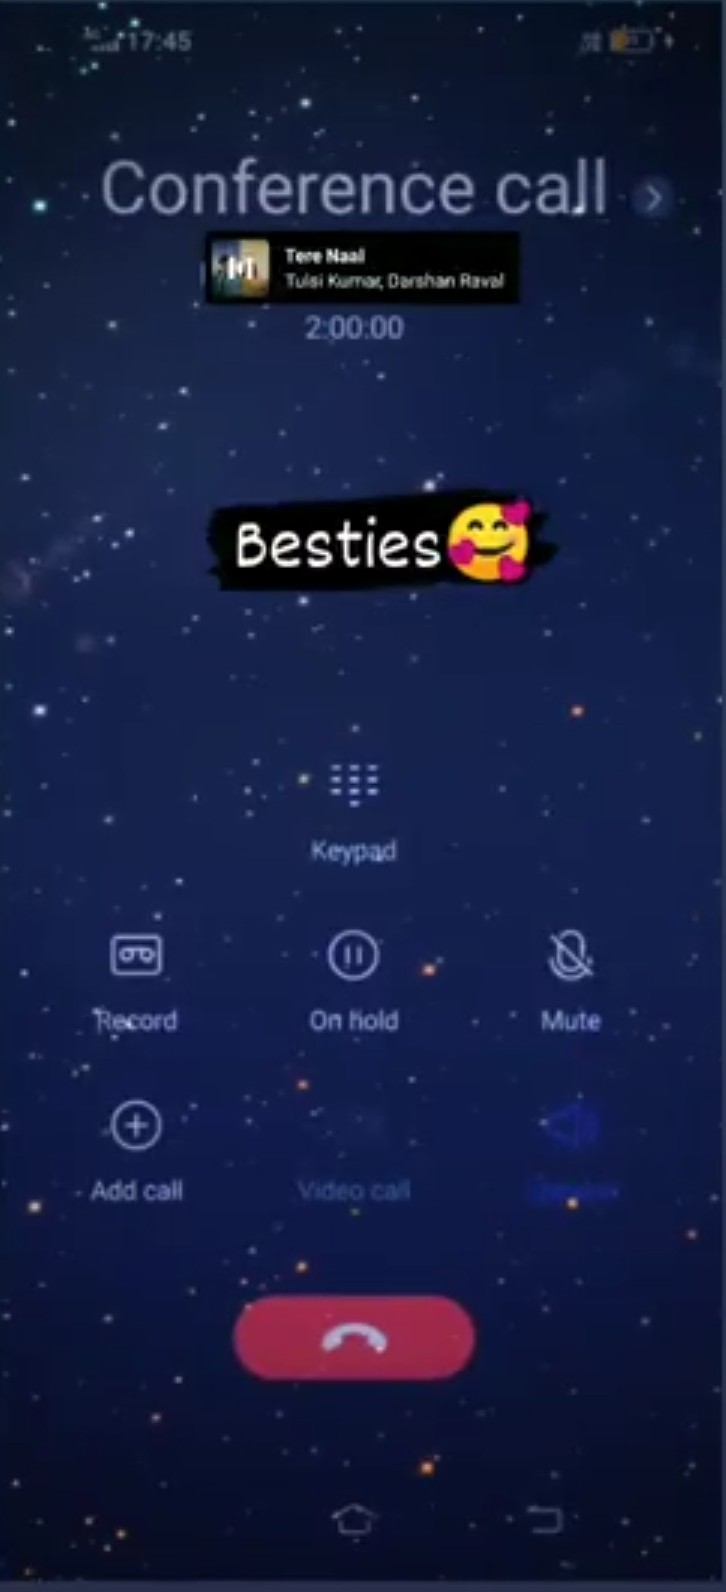 17:45
Conference call
Tere Naal
Tulsi Kumar, Darshan Raval
2:00:00
Besties🥰
Keypad
Record
On hold
Mute
Add call
Video call